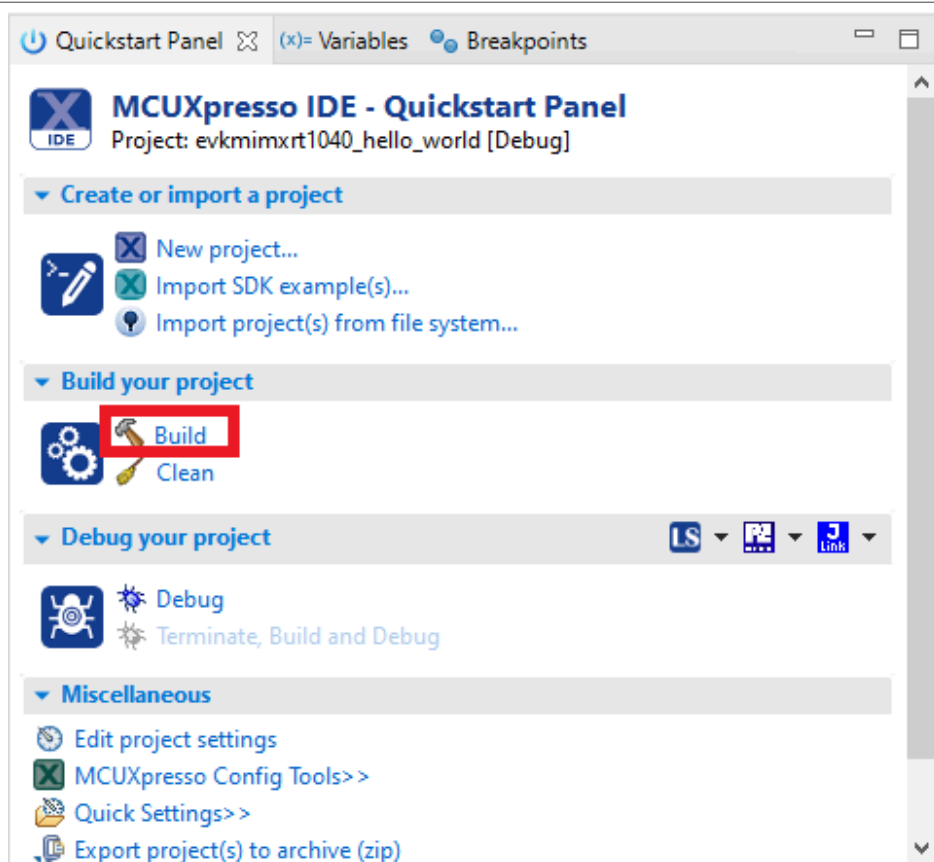 Quickstart Panel (x)= Variables Breakpoints
MCUXpresso IDE - Quickstart Panel
IDE
Project: evkmimxrt1040_hello_world [Debug]
Create or import a project
New project...
Import SDK example(s)...
Import project(s) from file system...
Build your project
Build
Clean
Debug your project LS J Link
Debug
Terminate, Build and Debug
Miscellaneous
Edit project settings
MCUXpresso Config Tools>>
Quick Settings>>
Export project(s) to archive (zip)